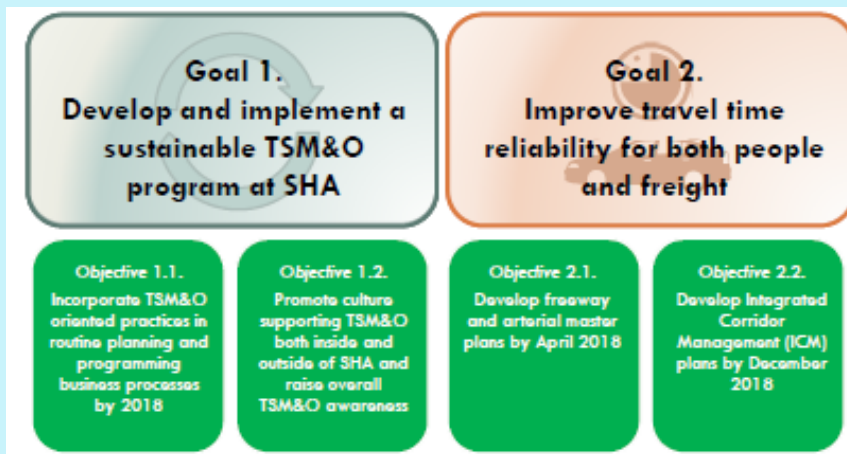 Goal 1.
Develop and implement a
sustainable TSM&O
program at SHA
Goal 2.
Improve travel time
reliability for both people
and freight
Objective 1.1.
Incorporate TSM&O
oriented practices in
routine planning and
programming
business processes
by 2018
Objective 1.2.
Promote culture
supporting TSM&O
both inside and
outside of SHA and
raise overall
TSM&O awareness
Objective 2.1.
Develop freeway
and arterial master
plans by April 2018
Objective 2.2.
Develop Integrated
Corridor
Management (ICM)
plans by December
2018